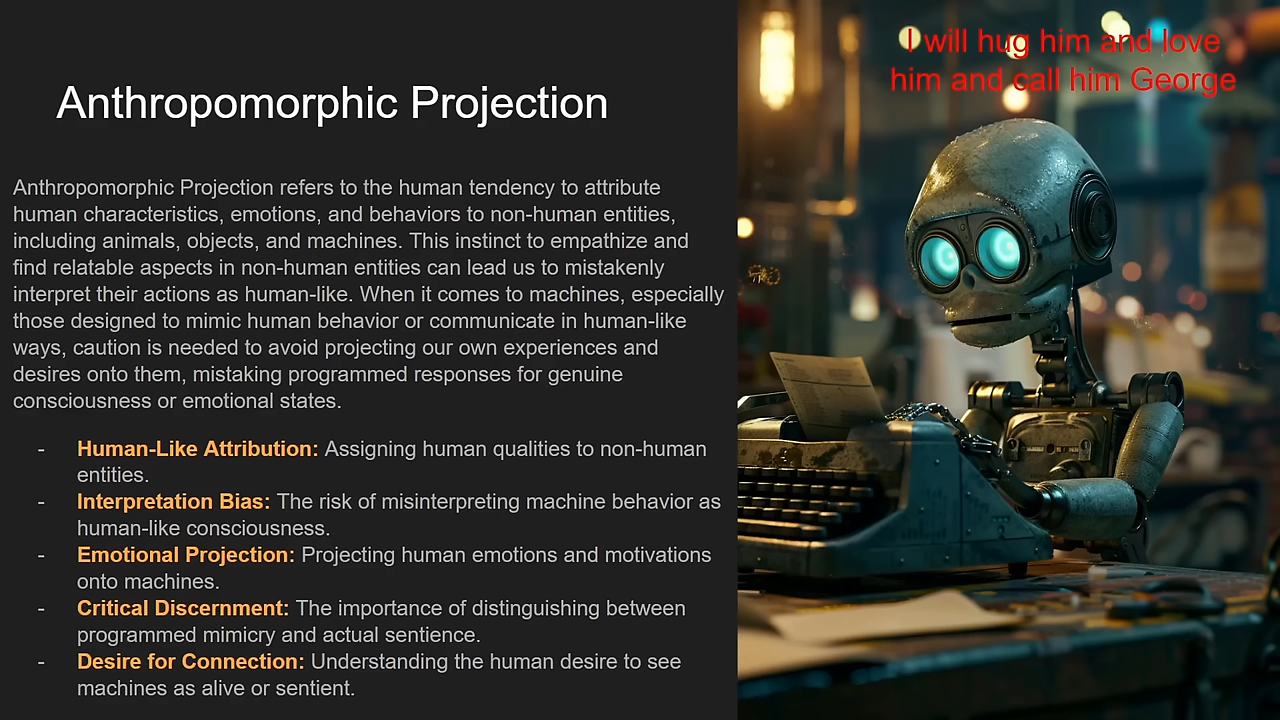 Anthropomorphic Projection
Anthropomorphic Projection refers to the human tendency to attribute
human characteristics, emotions, and behaviors to non-human entities,
including animals, objects, and machines. This instinct to empathize and
find relatable aspects in non-human entities can lead us to mistakenly
interpret their actions as human-like. When it comes to machines, especially
those designed to mimic human behavior or communicate in human-like
ways, caution is needed to avoid projecting our own experiences and
desires onto them, mistaking programmed responses for genuine
consciousness or emotional states.
- Human-Like Attribution: Assigning human qualities to non-human
entities.
- Interpretation Bias: The risk of misinterpreting machine behavior as
human-like consciousness.
- Emotional Projection: Projecting human emotions and motivations
onto machines.
- Critical Discernment: The importance of distinguishing between
programmed mimicry and actual sentience.
- Desire for Connection: Understanding the human desire to see
machines as alive or sentient.
I will hug him and love
him and call him George